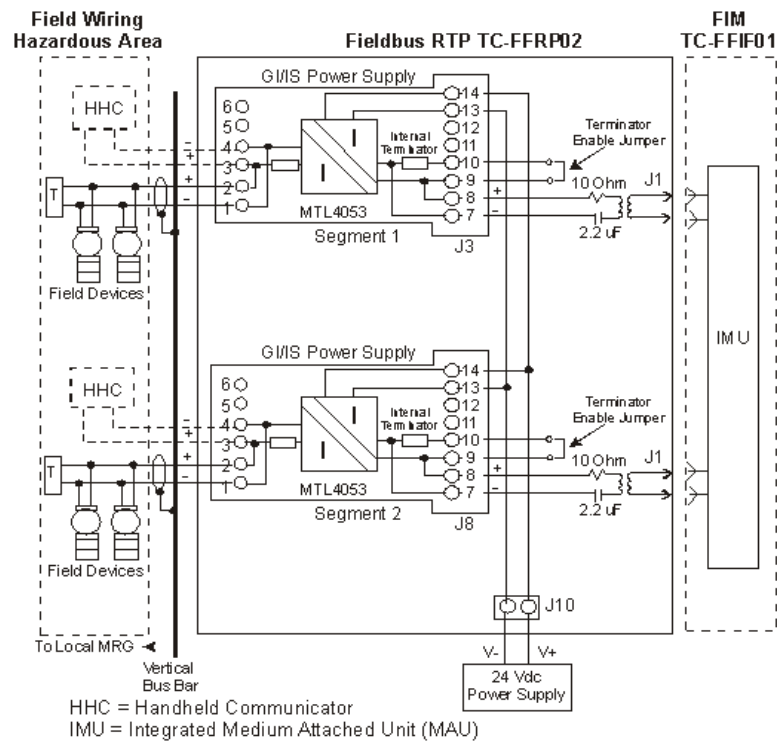 Field Wiring
Hazardous Area
Fieldbus RTP TC-FFRP02
FIM
TC-FFIF01
GI/IS Power Supply
HHC
6
5
4
3
2
1
-
+
+
-
T
Field Devices
MTL4053
Segment 1
Internal
Terminator
14
13
12
11
10
9
8
7
+
-
J3
Terminator
Enable Jumper
10 Ohm
J1
2.2 uF
IMU
GI/IS Power Supply
HHC
6
5
4
3
2
1
-
+
+
-
T
Field Devices
MTL4053
Segment 2
Internal
Terminator
14
13
12
11
10
9
8
7
+
-
J8
Terminator
Enable Jumper
10 Ohm
J1
2.2 uF
J10
To Local MRG
Vertical
Bus Bar
V-
V+
24 Vdc
Power Supply
HHC = Handheld Communicator
IMU = Integrated Medium Attached Unit (MAU)